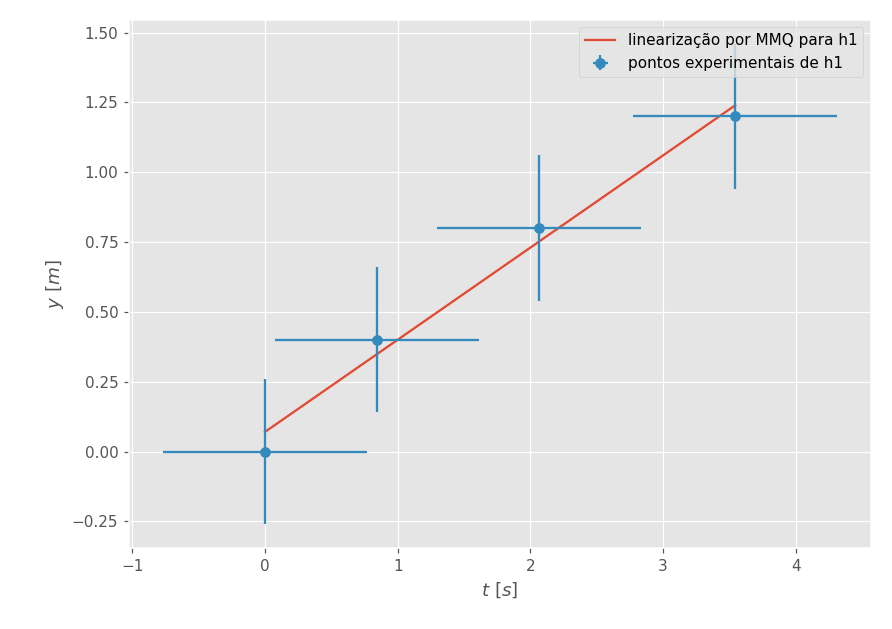 linearização por MMQ para h1
pontos experimentais de h1
1.50
1.25
1.00
0.75
0.50
0.25
0.00
−0.25
y [m]
−1 0 1 2 3 4
t [s]